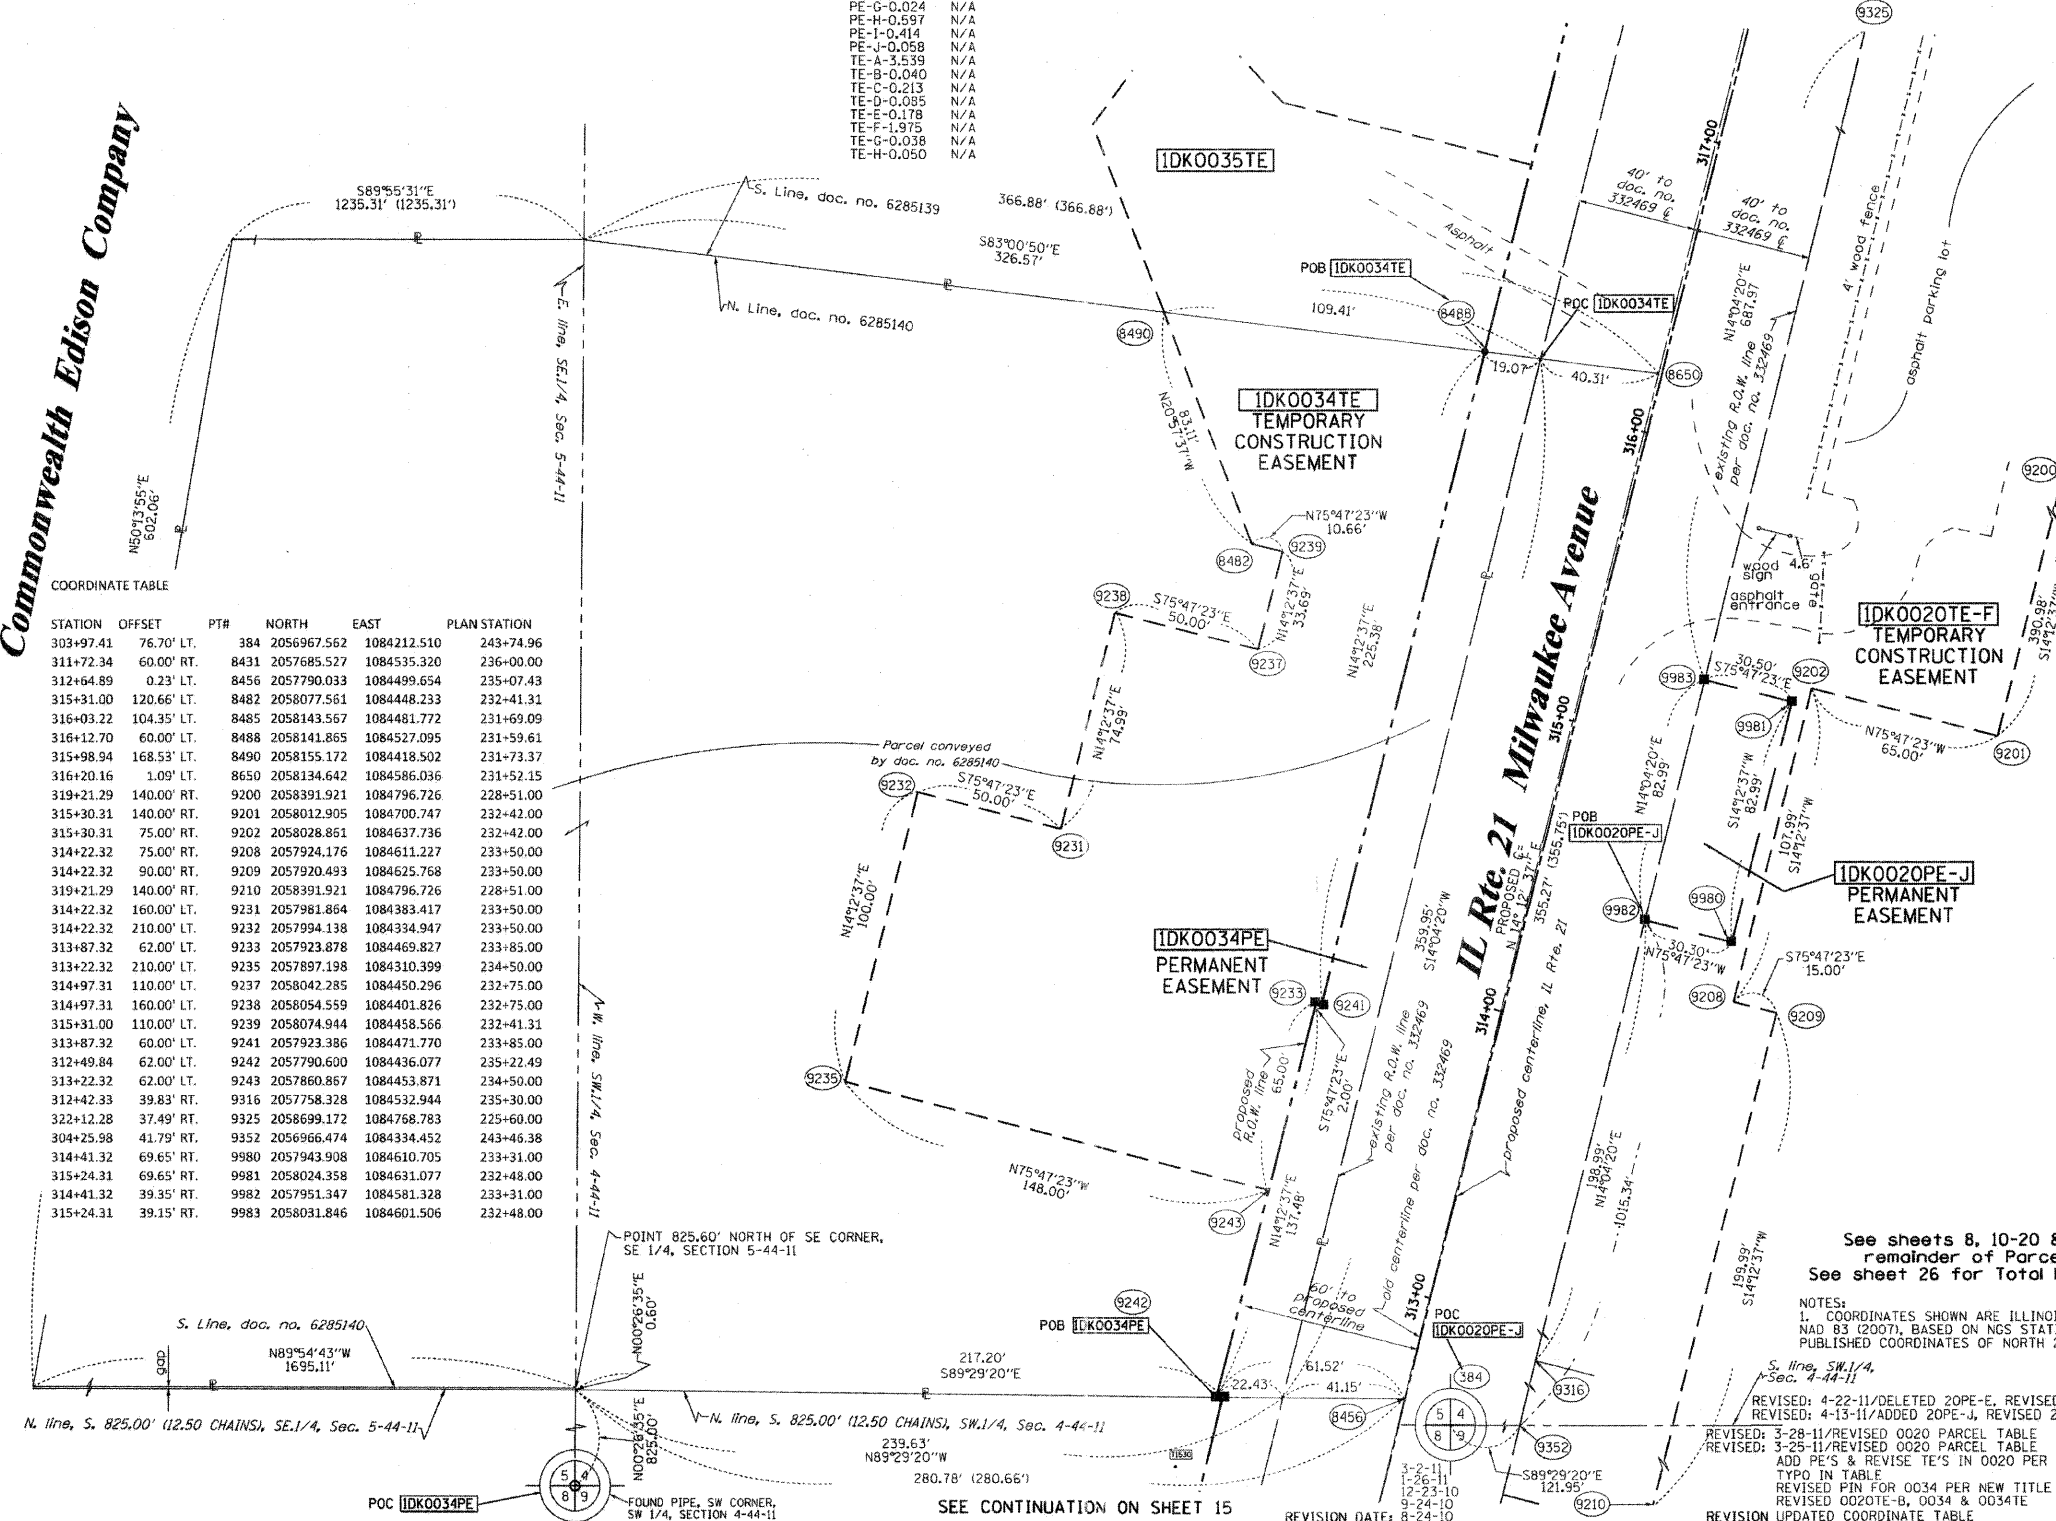 PE-G-0.024 N/A
PE-H-0.597 N/A
PE-I-0.414 N/A
PE-J-0.058 N/A
TE-A-3.539 N/A
TE-B-0.040 N/A
TE-C-0.213 N/A
TE-D-0.085 N/A
TE-E-0.178 N/A
TE-F-1.975 N/A
TE-G-0.038 N/A
TE-H-0.050 N/A
Commonwealth Edison Company
S89°55'31"E
1235.31' (1235.31')
S. Line, doc. no. 6285139
366.88' (366.88')
S83°00'50"E
326.57'
N. Line, doc. no. 6285140
E. line, SE.1/4, Sec. 5-44-11
N50°13'55"E
602.06'
1DK0035TE
Asphalt
POB 1DK0034TE
POC 1DK0034TE
109.41'
8488
8490
19.07'
40.31'
8650
40' to
doc. no.
332469 ℄
40' to
doc. no.
332469 ℄
317+00
316+00
9325
4' wood fence
asphalt parking lot
N14°04'20"E
687.97
existing R.O.W. line
per doc. no. 332469
1DK0034TE
TEMPORARY
CONSTRUCTION
EASEMENT
83.11'
N20°57'37"W
N75°47'23"W
10.66'
8482
9239
N14°12'37"E
33.69'
9238
S75°47'23"E
50.00'
9237
N14°12'37"E
225.38'
N14°12'37"E
74.99'
Parcel conveyed
by doc. no. 6285140
9232
S75°47'23"E
50.00'
9231
N14°12'37"E
100.00'
9235
N75°47'23"W
148.00'
9243
IL Rte. 21 Milwaukee Avenue
315+00
314+00
313+00
PROPOSED ℄=
N 14° 12' 37" E
355.27' (355.75')
proposed centerline, IL Rte. 21
359.95'
S14°04'20"W
existing R.O.W. line
per doc. no. 332469
old centerline per doc. no. 332469
1DK0034PE
PERMANENT
EASEMENT
9233
9241
proposed
R.O.W. line
65.00'
S75°47'23"E
2.00'
N14°12'37"E
137.48'
60' to
proposed
centerline
wood
sign
4.6'
gate
asphalt
entrance
9200
390.98'
S14°12'37"
1DK0020TE-F
TEMPORARY
CONSTRUCTION
EASEMENT
9983
30.50'
S75°47'23"E
9202
9981
N75°47'23"W
65.00'
9201
N14°04'20"E
82.99'
S14°12'37"W
82.99'
107.99'
S14°12'37"W
POB
1DK0020PE-J
1DK0020PE-J
PERMANENT
EASEMENT
9982
9980
30.30'
N75°47'23"W
S75°47'23"E
15.00'
9208
9209
198.99'
N14°04'20"E
1015.34'
199.99'
S14°12'37"W
COORDINATE TABLE
STATION OFFSET PT# NORTH EAST PLAN STATION
303+97.41 76.70' LT. 384 2056967.562 1084212.510 243+74.96
311+72.34 60.00' RT. 8431 2057685.527 1084535.320 236+00.00
312+64.89 0.23' LT. 8456 2057790.033 1084499.654 235+07.43
315+31.00 120.66' LT. 8482 2058077.561 1084448.233 242+41.31
316+03.22 104.35' LT. 8485 2058143.567 1084481.772 231+69.09
316+12.70 60.00' LT. 8488 2058141.865 1084527.095 231+59.61
315+98.94 168.53' LT. 8490 2058155.172 1084418.502 231+73.37
316+20.16 1.09' LT. 8650 2058134.642 1084586.036 231+52.15
319+21.29 140.00' RT. 9200 2058391.921 1084796.726 228+51.00
315+30.31 140.00' RT. 9201 2058012.905 1084700.747 232+42.00
315+30.31 75.00' RT. 9202 2058028.861 1084637.736 232+42.00
314+22.32 75.00' RT. 9208 2057924.176 1084611.227 233+50.00
314+22.32 90.00' RT. 9209 2057920.493 1084625.768 233+50.00
319+21.29 140.00' RT. 9210 2058391.921 1084796.726 228+51.00
314+22.32 160.00' LT. 9231 2057981.864 1084383.417 233+50.00
314+22.32 210.00' LT. 9232 2057994.138 1084334.947 233+50.00
313+87.32 62.00' LT. 9233 2057923.878 1084469.827 233+85.00
313+22.32 210.00' LT. 9235 2057897.198 1084310.399 234+50.00
314+97.31 110.00' LT. 9237 2058042.285 1084450.296 232+75.00
314+97.31 160.00' LT. 9238 2058054.559 1084401.826 232+75.00
315+31.00 110.00' LT. 9239 2058074.944 1084458.566 232+41.31
313+87.32 60.00' LT. 9241 2057923.386 1084471.770 233+85.00
312+49.84 62.00' LT. 9242 2057790.600 1084436.077 235+22.49
313+22.32 62.00' LT. 9243 2057860.867 1084453.871 234+50.00
312+42.33 39.83' RT. 9316 2057758.328 1084532.944 235+30.00
322+12.28 37.49' RT. 9325 2058699.172 1084768.783 225+60.00
304+25.98 41.79' RT. 9352 2056966.474 1084334.452 243+46.38
314+41.32 69.65' RT. 9980 2057943.908 1084610.705 233+31.00
315+24.31 69.65' RT. 9981 2058024.358 1084631.077 232+48.00
314+41.32 39.35' RT. 9982 2057951.347 1084581.328 233+31.00
315+24.31 39.15' RT. 9983 2058031.846 1084601.506 232+48.00
W. line, SW.1/4, Sec. 4-44-11
POINT 825.60' NORTH OF SE CORNER,
SE 1/4, SECTION 5-44-11
S. Line, doc. no. 6285140
gap
N89°54'43"W
1695.11'
N. line, S. 825.00' (12.50 CHAINS), SE.1/4, Sec. 5-44-11
N00°26'35"E
0.60'
N00°26'35"E
825.00'
POC 1DK0034PE
5 4
8 9
FOUND PIPE, SW CORNER,
SW 1/4, SECTION 4-44-11
217.20'
S89°29'20"E
N. line, S. 825.00' (12.50 CHAINS), SW.1/4, Sec. 4-44-11
239.63'
N89°29'20"W
280.78' (280.66')
9242
POB 1DK0034PE
61.52'
22.43'
41.15'
8456
POC
1DK0020PE-J
384
5 4
8 9
9316
9352
S89°29'20"E
121.95'
9210
SEE CONTINUATION ON SHEET 15
3-2-11
1-26-11
12-23-10
9-24-10
REVISION DATE: 8-24-10
See sheets 8, 10-20 &
remainder of Parce
See sheet 26 for Total
NOTES:
1. COORDINATES SHOWN ARE ILLINOI
NAD 83 (2007), BASED ON NGS STAT
PUBLISHED COORDINATES OF NORTH 2
S. line, SW.1/4,
Sec. 4-44-11
REVISED: 4-22-11/DELETED 20PE-E, REVISED
REVISED: 4-13-11/ADDED 20PE-J, REVISED 2
REVISED: 3-28-11/REVISED 0020 PARCEL TABLE
REVISED: 3-25-11/REVISED 0020 PARCEL TABLE
ADD PE'S & REVISE TE'S IN 0020 PER
TYPO IN TABLE
REVISED PIN FOR 0034 PER NEW TITLE
REVISED 0020TE-B, 0034 & 0034TE
REVISION UPDATED COORDINATE TABLE